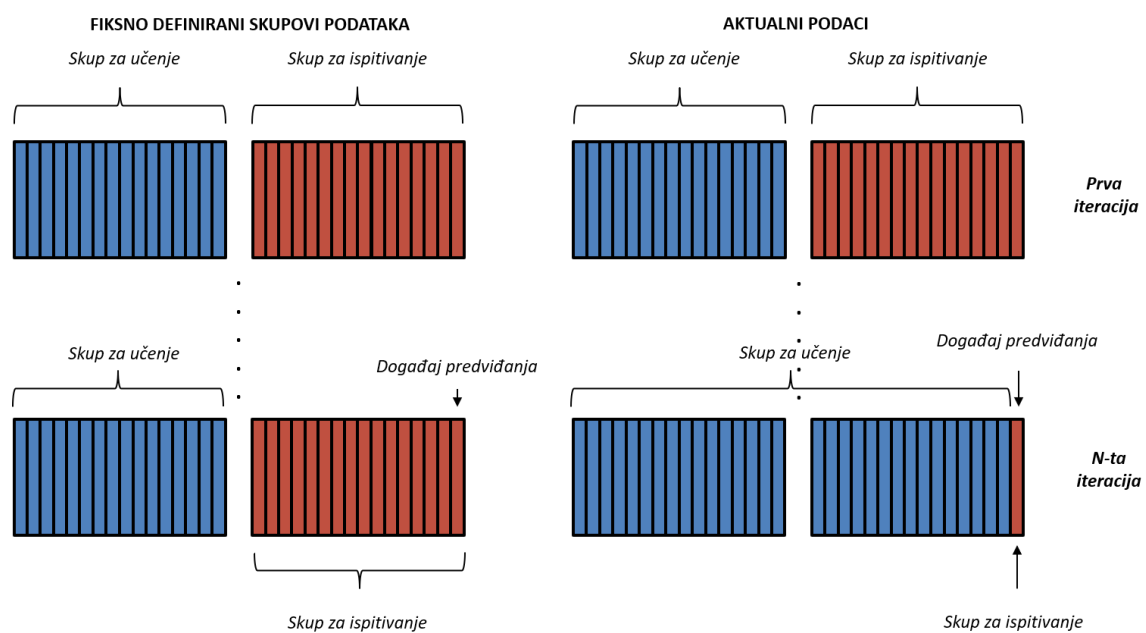 FIKSNO DEFINIRANI SKUPOVI PODATAKA
AKTUALNI PODACI
Skup za učenje
Skup za ispitivanje
Skup za učenje
Skup za ispitivanje
Prva
iteracija
Skup za učenje
Događaj predviđanja
Skup za učenje
Događaj predviđanja
N-ta
iteracija
Skup za ispitivanje
Skup za ispitivanje